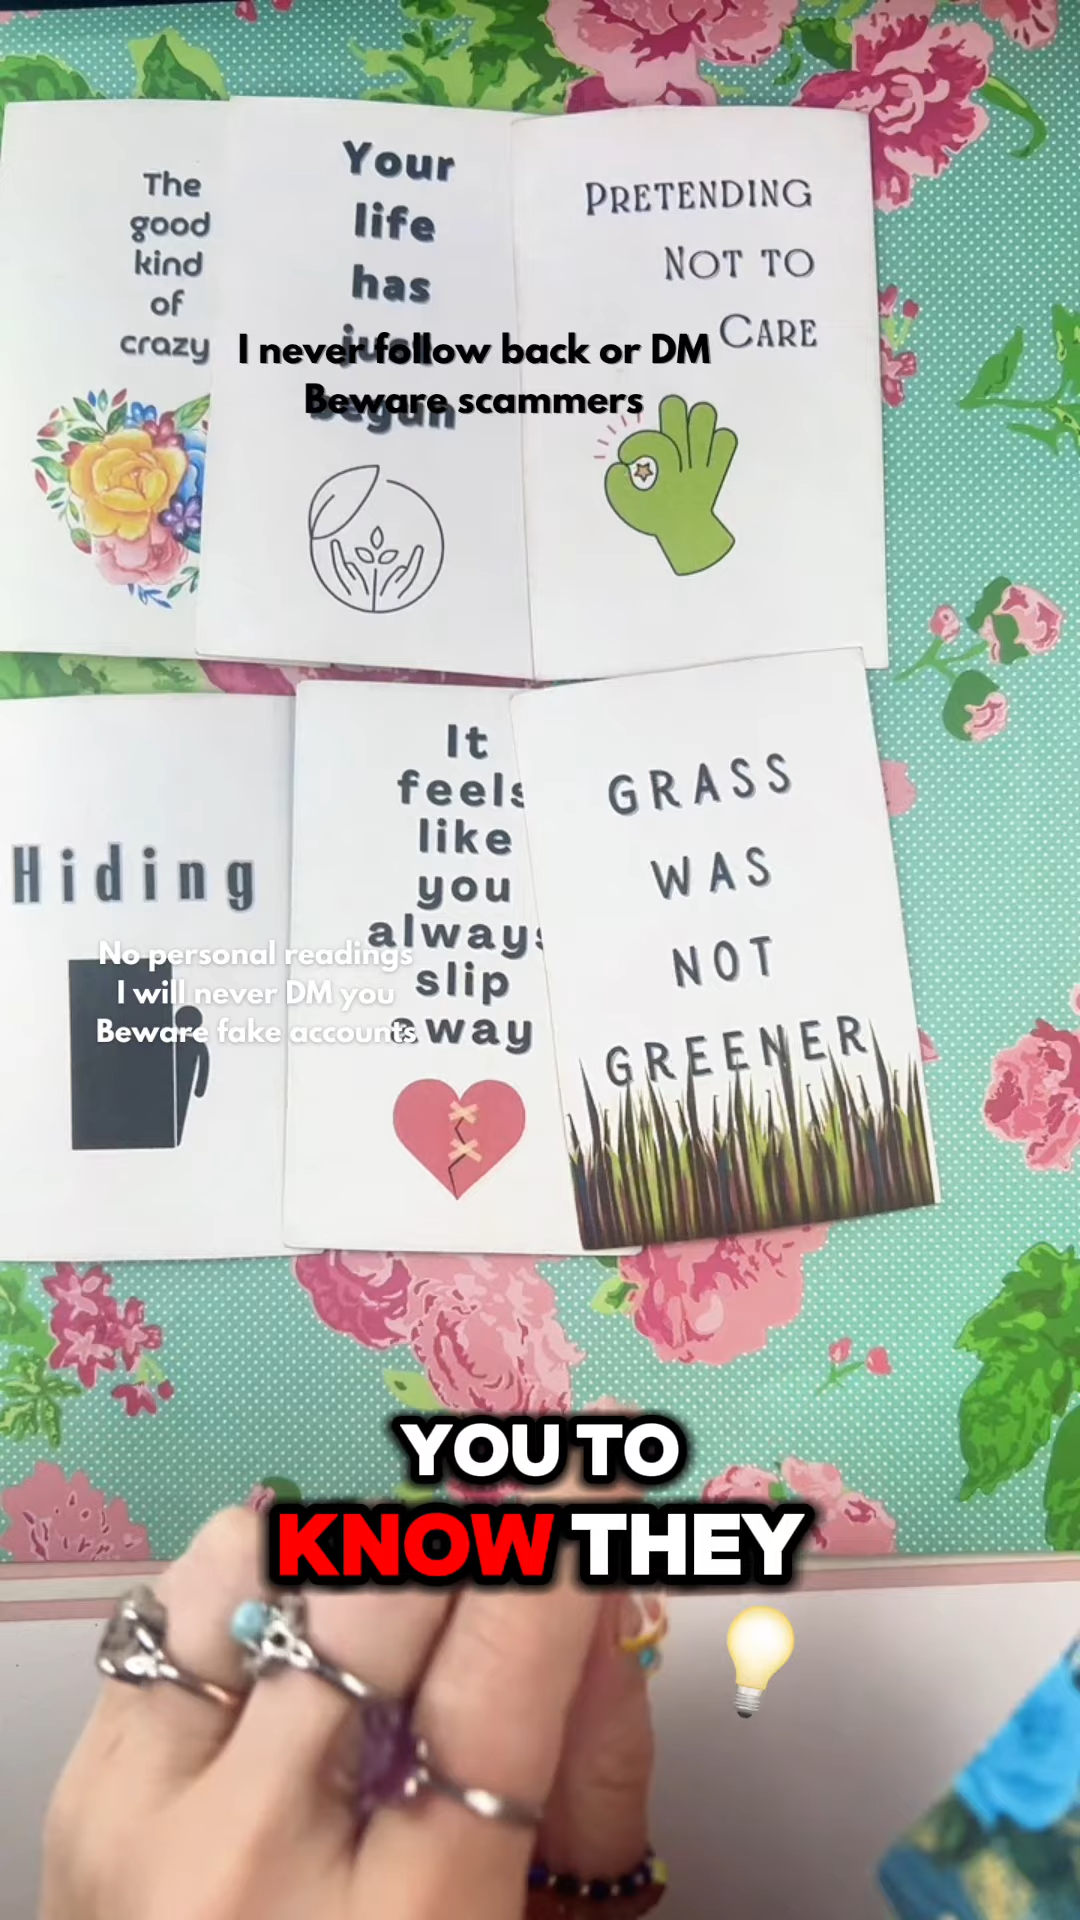 The
good
kind
of
crazy
Your
life
has
just
began
PRETENDING
NOT TO
CARE
I never follow back or DM
Beware scammers
Hiding
It
feels
like
you
always
slip
away
GRASS
WAS
NOT
GREENER
No personal readings
I will never DM you
Beware fake accounts
YOU TO
KNOW THEY